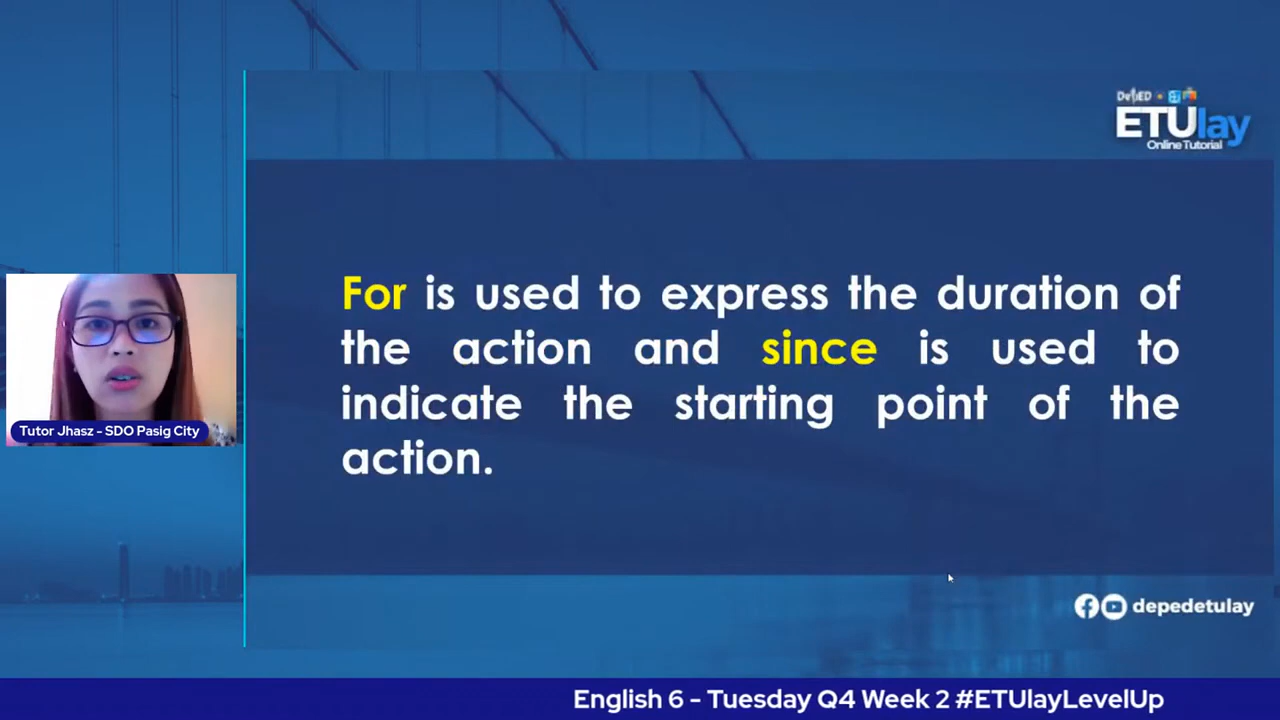 DepED
ETUlay
Online Tutorial
For is used to express the duration of
the action and since is used to
indicate the starting point of the
action.
Tutor Jhasz - SDO Pasig City
depedetulay
English 6 - Tuesday Q4 Week 2 #ETUlayLevelUp